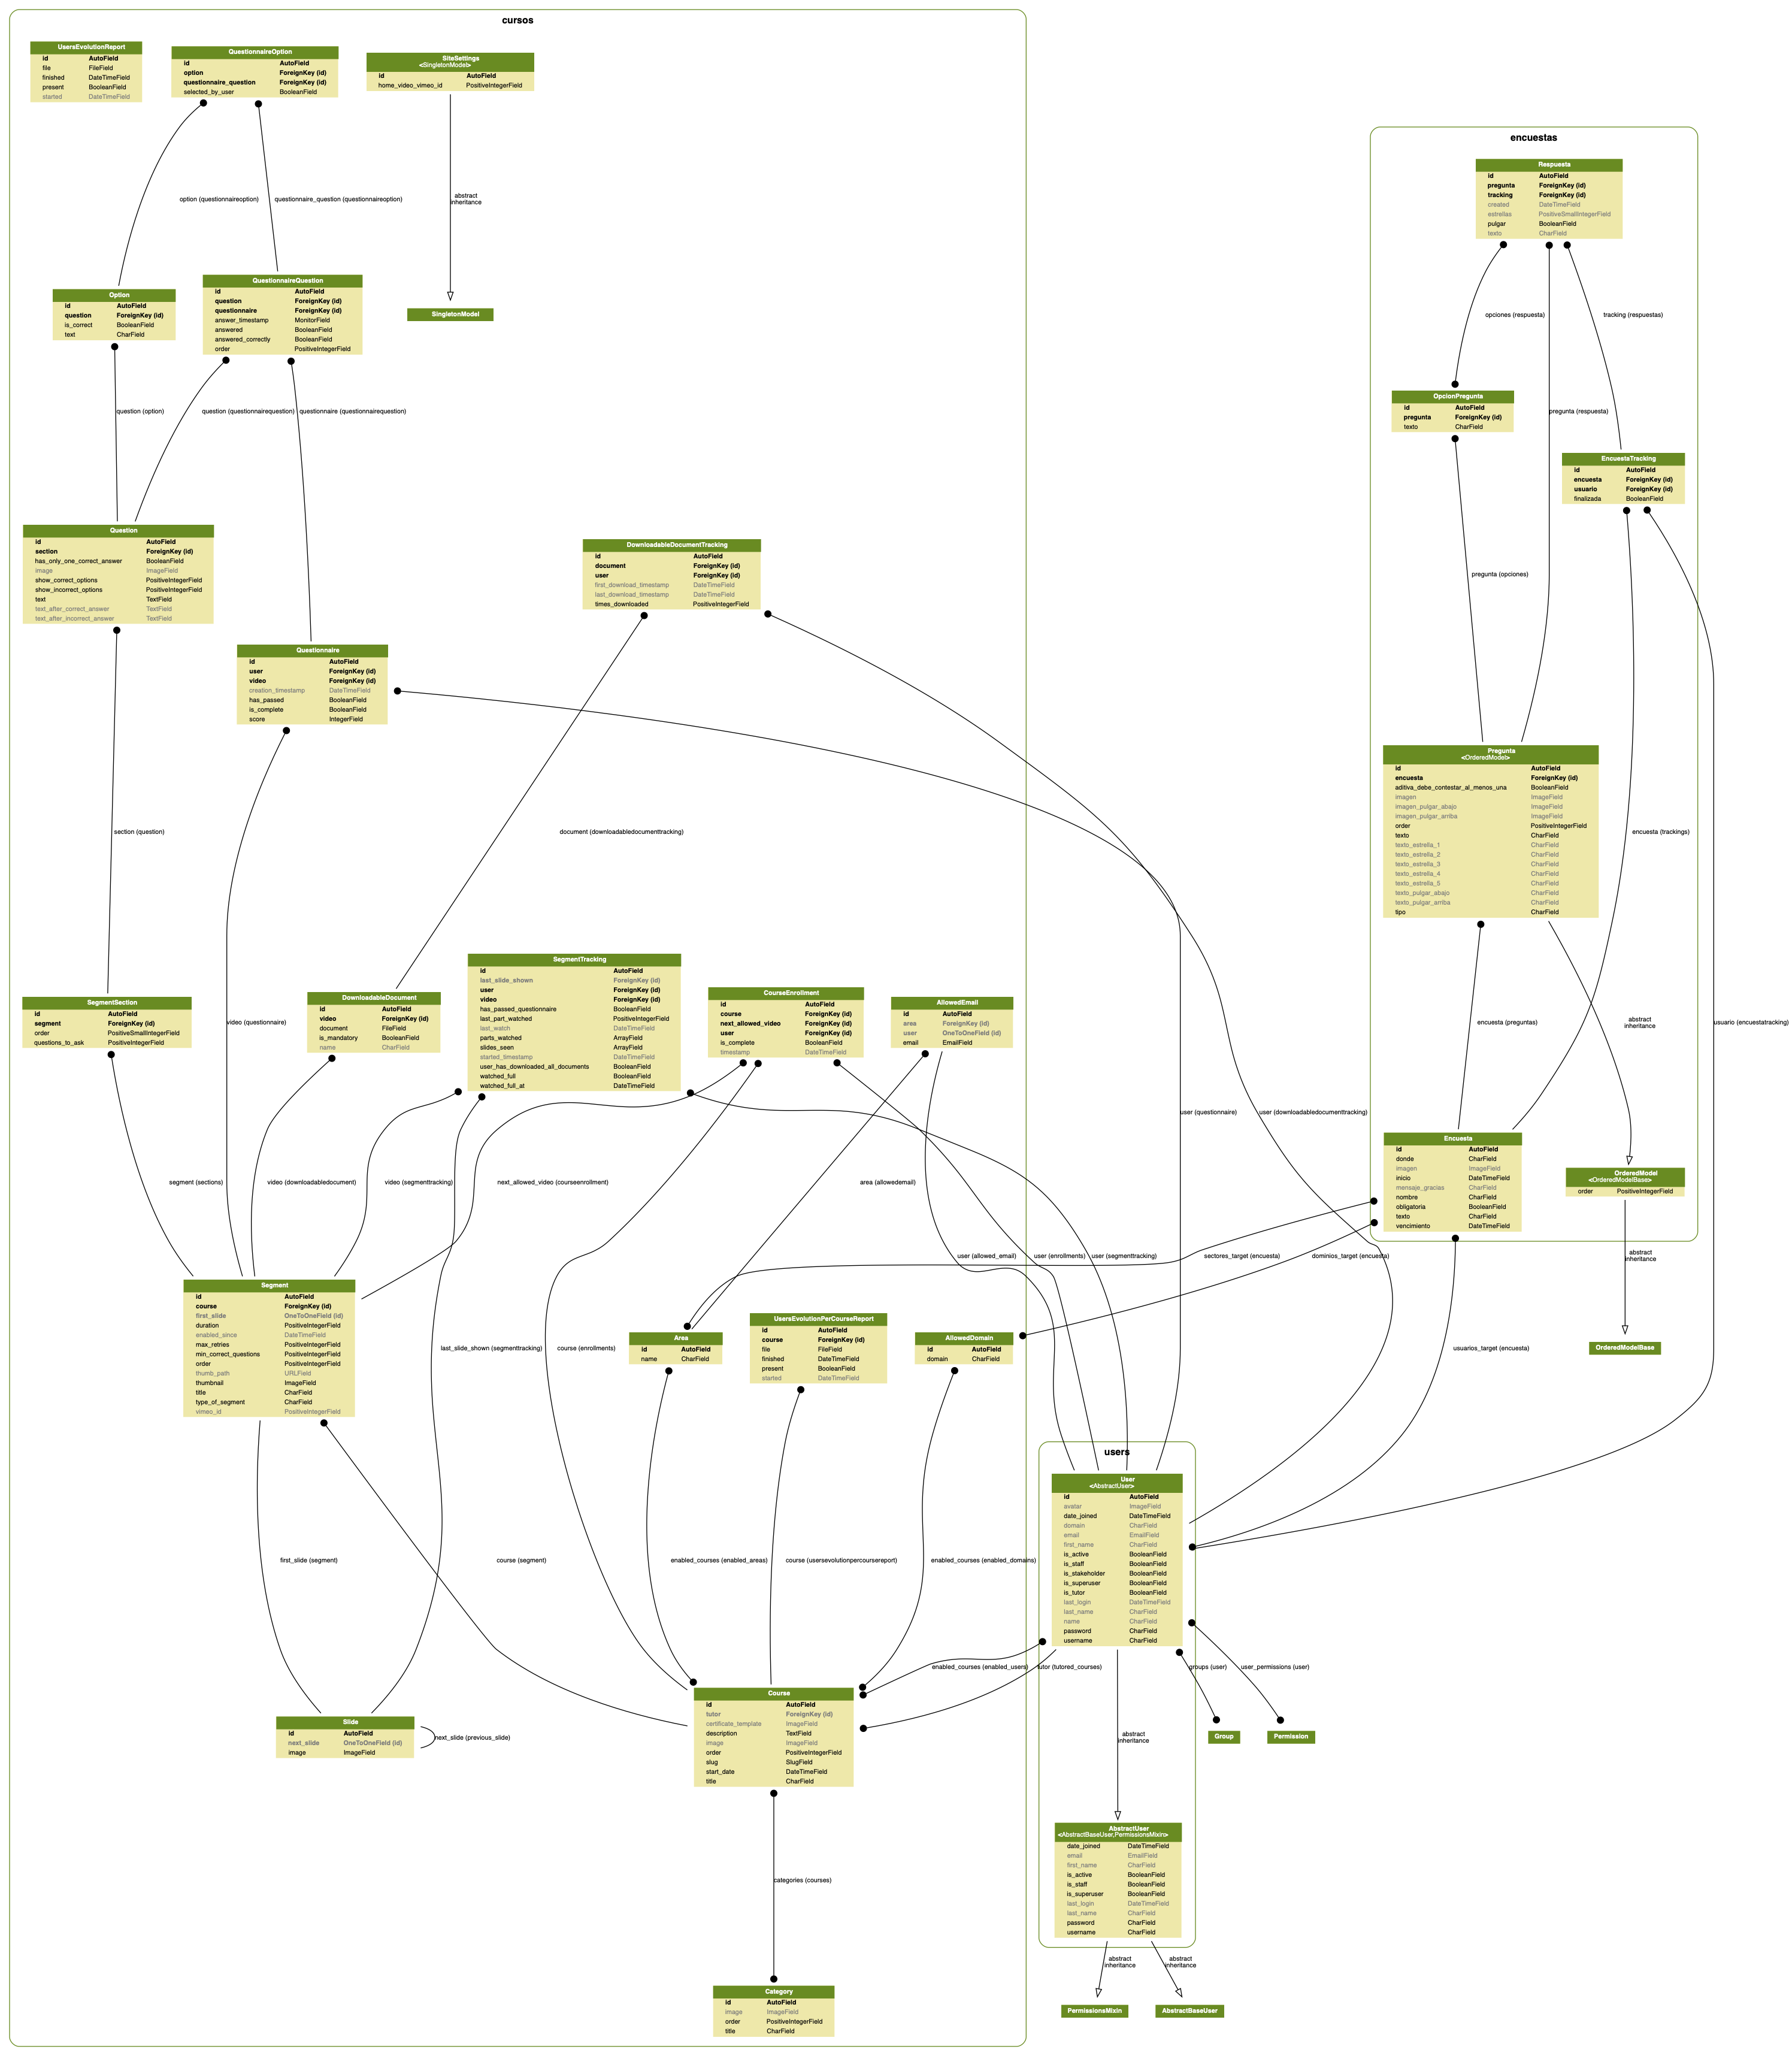 cursos
UsersEvolutionReport
id AutoField
file FileField
finished DateTimeField
present BooleanField
started DateTimeField
QuestionnaireOption
id AutoField
option ForeignKey (id)
questionnaire_question ForeignKey (id)
selected_by_user BooleanField
SiteSettings
<SingletonModel>
id AutoField
home_video_vimeo_id PositiveIntegerField
option (questionnaireoption)
questionnaire_question (questionnaireoption)
abstract
inheritance
Option
id AutoField
question ForeignKey (id)
is_correct BooleanField
text CharField
QuestionnaireQuestion
id AutoField
question ForeignKey (id)
questionnaire ForeignKey (id)
answer_timestamp MonitorField
answered BooleanField
answered_correctly BooleanField
order PositiveIntegerField
SingletonModel
question (option)
question (questionnairequestion)
questionnaire (questionnairequestion)
Question
id AutoField
section ForeignKey (id)
has_only_one_correct_answer BooleanField
image ImageField
show_correct_options PositiveIntegerField
show_incorrect_options PositiveIntegerField
text TextField
text_after_correct_answer TextField
text_after_incorrect_answer TextField
DownloadableDocumentTracking
id AutoField
document ForeignKey (id)
user ForeignKey (id)
first_download_timestamp DateTimeField
last_download_timestamp DateTimeField
times_downloaded PositiveIntegerField
Questionnaire
id AutoField
user ForeignKey (id)
video ForeignKey (id)
creation_timestamp DateTimeField
has_passed BooleanField
is_complete BooleanField
score IntegerField
section (question)
document (downloadabledocumenttracking)
SegmentSection
id AutoField
segment ForeignKey (id)
order PositiveSmallIntegerField
questions_to_ask PositiveIntegerField
video (questionnaire)
DownloadableDocument
id AutoField
video ForeignKey (id)
document FileField
is_mandatory BooleanField
name CharField
SegmentTracking
id AutoField
last_slide_shown ForeignKey (id)
user ForeignKey (id)
video ForeignKey (id)
has_passed_questionnaire BooleanField
last_part_watched PositiveIntegerField
last_watch DateTimeField
parts_watched ArrayField
slides_seen ArrayField
started_timestamp DateTimeField
user_has_downloaded_all_documents BooleanField
watched_full BooleanField
watched_full_at DateTimeField
CourseEnrollment
id AutoField
course ForeignKey (id)
next_allowed_video ForeignKey (id)
user ForeignKey (id)
is_complete BooleanField
timestamp DateTimeField
AllowedEmail
id AutoField
area ForeignKey (id)
user OneToOneField (id)
email EmailField
segment (sections)
video (downloadabledocument)
video (segmenttracking)
next_allowed_video (courseenrollment)
area (allowedemail)
user (questionnaire)
user (downloadabledocumenttracking)
user (allowed_email)
user (enrollments)
user (segmenttracking)
sectores_target (encuesta)
dominios_target (encuesta)
Segment
id AutoField
course ForeignKey (id)
first_slide OneToOneField (id)
duration PositiveIntegerField
enabled_since DateTimeField
max_retries PositiveIntegerField
min_correct_questions PositiveIntegerField
order PositiveIntegerField
thumb_path URLField
thumbnail ImageField
title CharField
type_of_segment CharField
vimeo_id PositiveIntegerField
last_slide_shown (segmenttracking)
course (enrollments)
Area
id AutoField
name CharField
UsersEvolutionPerCourseReport
id AutoField
course ForeignKey (id)
file FileField
finished DateTimeField
present BooleanField
started DateTimeField
AllowedDomain
id AutoField
domain CharField
first_slide (segment)
course (segment)
enabled_courses (enabled_areas)
course (usersevolutionpercoursereport)
enabled_courses (enabled_domains)
enabled_courses (enabled_users)
tutor (tutored_courses)
Slide
id AutoField
next_slide OneToOneField (id)
image ImageField
next_slide (previous_slide)
Course
id AutoField
tutor ForeignKey (id)
certificate_template ImageField
description TextField
image ImageField
order PositiveIntegerField
slug SlugField
start_date DateTimeField
title CharField
categories (courses)
Category
id AutoField
image ImageField
order PositiveIntegerField
title CharField
encuestas
Respuesta
id AutoField
pregunta ForeignKey (id)
tracking ForeignKey (id)
created DateTimeField
estrellas PositiveSmallIntegerField
pulgar BooleanField
texto CharField
opciones (respuesta)
tracking (respuestas)
OpcionPregunta
id AutoField
pregunta ForeignKey (id)
texto CharField
pregunta (respuesta)
EncuestaTracking
id AutoField
encuesta ForeignKey (id)
usuario ForeignKey (id)
finalizada BooleanField
pregunta (opciones)
Pregunta
<OrderedModel>
id AutoField
encuesta ForeignKey (id)
aditiva_debe_contestar_al_menos_una BooleanField
imagen ImageField
imagen_pulgar_abajo ImageField
imagen_pulgar_arriba ImageField
order PositiveIntegerField
texto CharField
texto_estrella_1 CharField
texto_estrella_2 CharField
texto_estrella_3 CharField
texto_estrella_4 CharField
texto_estrella_5 CharField
texto_pulgar_abajo CharField
texto_pulgar_arriba CharField
tipo CharField
encuesta (trackings)
encuesta (preguntas)
abstract
inheritance
usuario (encuestatracking)
Encuesta
id AutoField
donde CharField
imagen ImageField
inicio DateTimeField
mensaje_gracias CharField
nombre CharField
obligatoria BooleanField
texto CharField
vencimiento DateTimeField
OrderedModel
<OrderedModelBase>
order PositiveIntegerField
abstract
inheritance
usuarios_target (encuesta)
OrderedModelBase
users
User
<AbstractUser>
id AutoField
avatar ImageField
date_joined DateTimeField
domain CharField
email EmailField
first_name CharField
is_active BooleanField
is_staff BooleanField
is_stakeholder BooleanField
is_superuser BooleanField
is_tutor BooleanField
last_login DateTimeField
last_name CharField
name CharField
password CharField
username CharField
groups (user)
user_permissions (user)
abstract
inheritance
Group
Permission
AbstractUser
<AbstractBaseUser,PermissionsMixin>
date_joined DateTimeField
email EmailField
first_name CharField
is_active BooleanField
is_staff BooleanField
is_superuser BooleanField
last_login DateTimeField
last_name CharField
password CharField
username CharField
abstract
inheritance
abstract
inheritance
PermissionsMixin
AbstractBaseUser